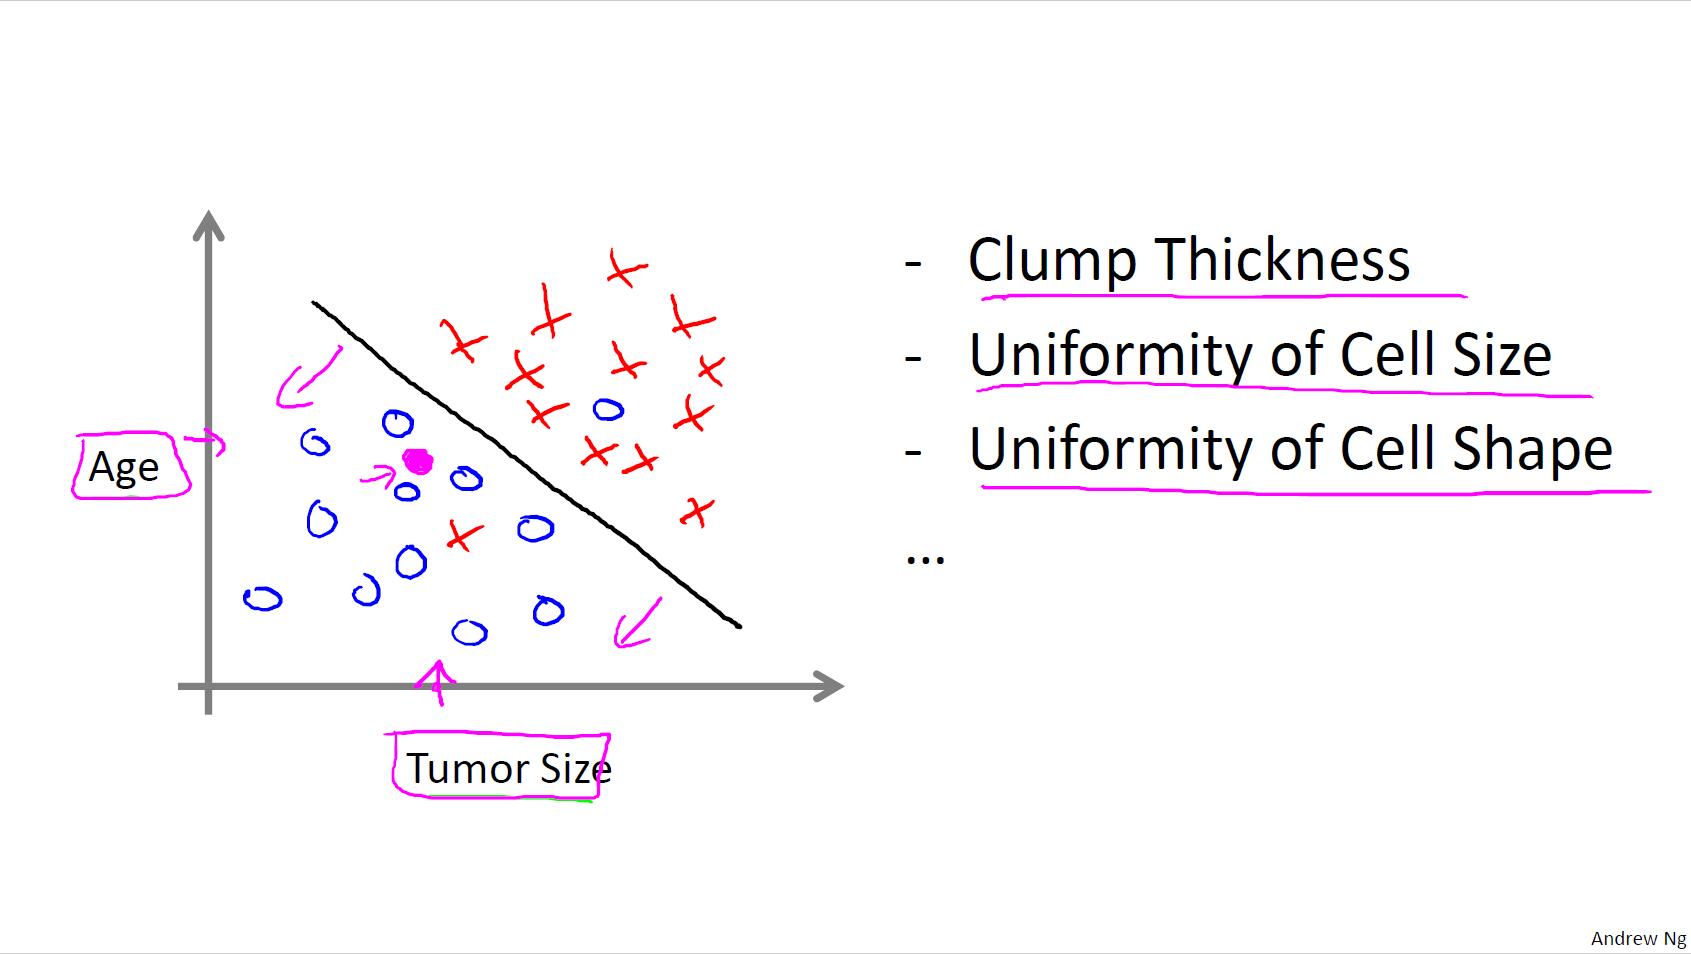 - Clump Thickness
- Uniformity of Cell Size
- Uniformity of Cell Shape
...
Age
Tumor Size
Andrew Ng